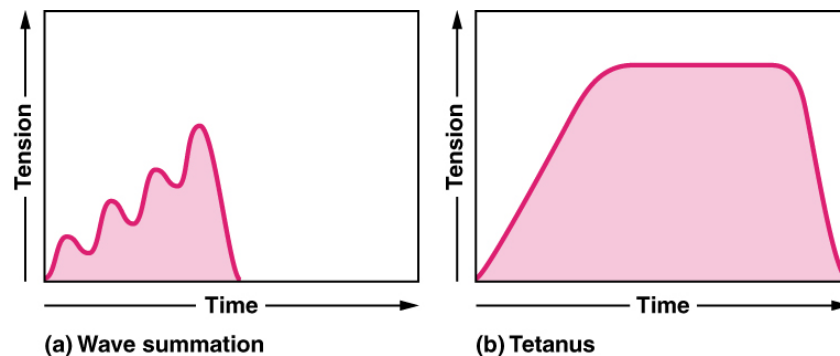 Tension
Time
(a) Wave summation
Tension
Time
(b) Tetanus